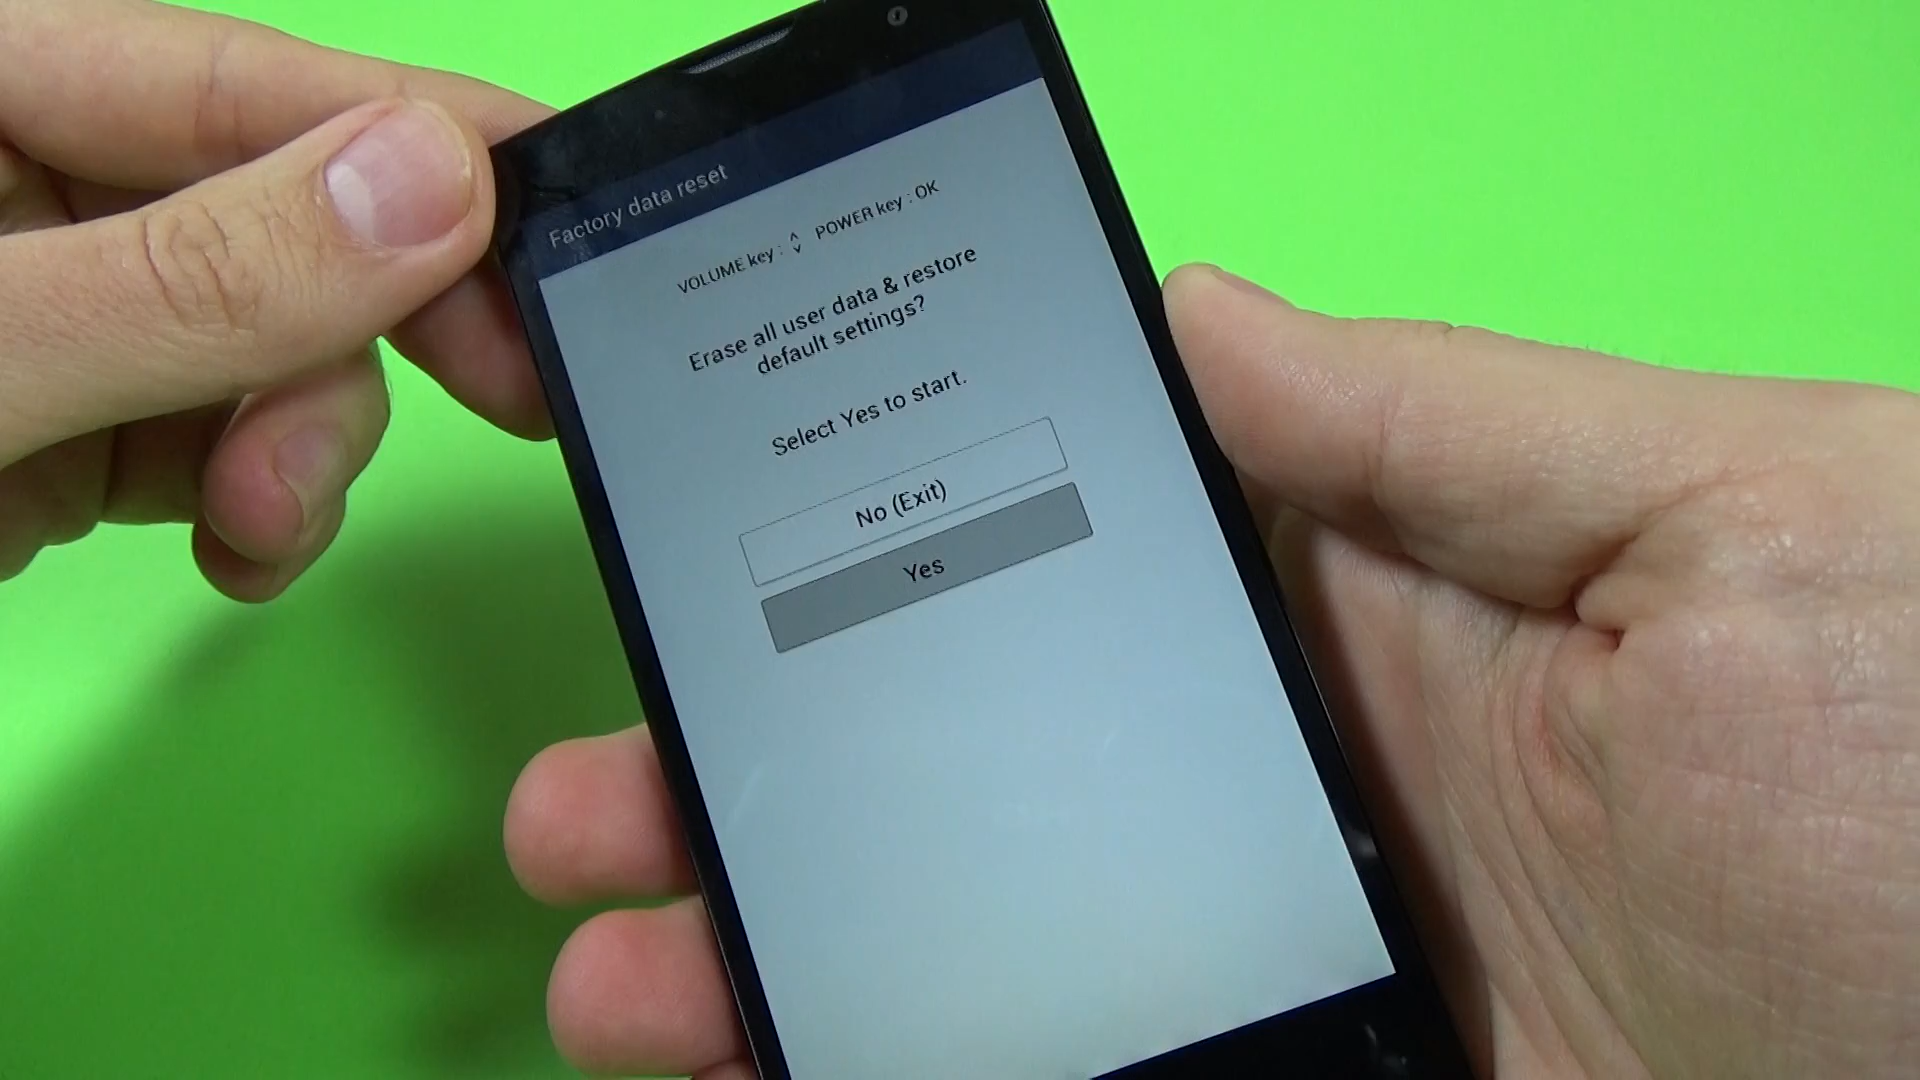 Factory data reset
VOLUME key : ^v POWER key : OK
Erase all user data & restore
default settings?
Select Yes to start.
No (Exit)
Yes